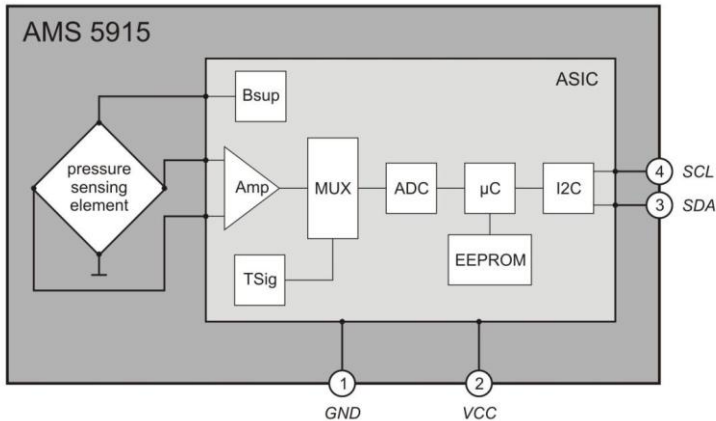 AMS 5915
ASIC
Bsup
pressure
sensing
element
Amp
MUX
ADC
µC
I2C
4 SCL
3 SDA
TSig
EEPROM
1
2
GND
VCC